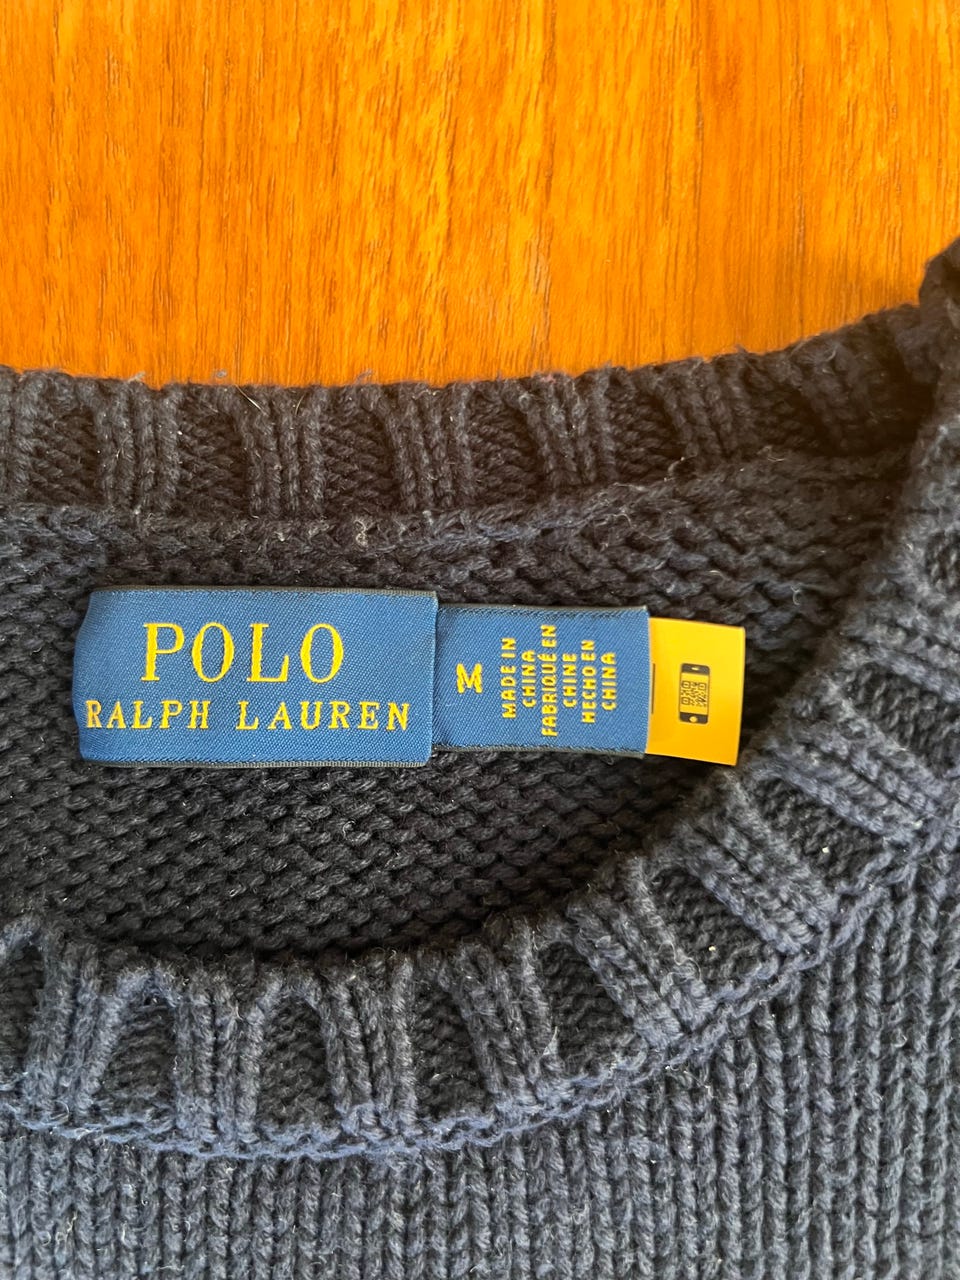 POLO
RALPH LAUREN
M
MADE IN
CHINA
FABRIQUÉ EN
CHINE
HECHO EN
CHINA